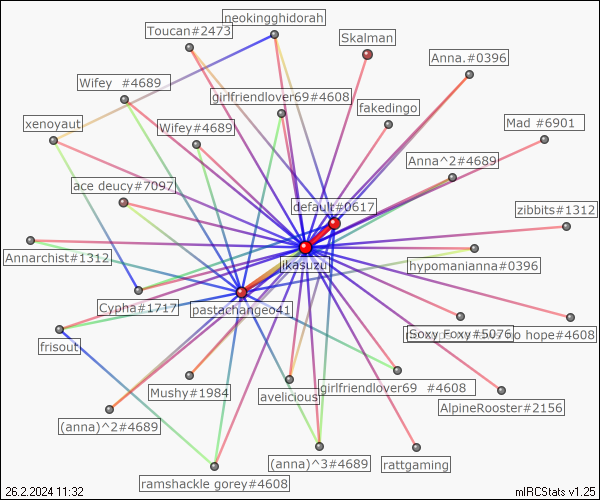 neokingghidorah
Toucan#2473
Skalman
Anna.#0396
Wifey #4689
girlfriendlover69#4608
fakedingo
xenoyaut
Wifey#4689
Mad #6901
Anna^2#4689
ace deucy#7097
default#0617
zibbits#1312
Annarchist#1312
ikasuzu
hypomanianna#0396
Cypha#1717
pastachangeo41
Soxy Foxy#5076
o hope#4608
frisout
Mushy#1984
avelicious
girlfriendlover69 #4608
AlpineRooster#2156
(anna)^2#4689
(anna)^3#4689
rattgaming
ramshackle gorey#4608
26.2.2024 11:32
mIRCStats v1.25